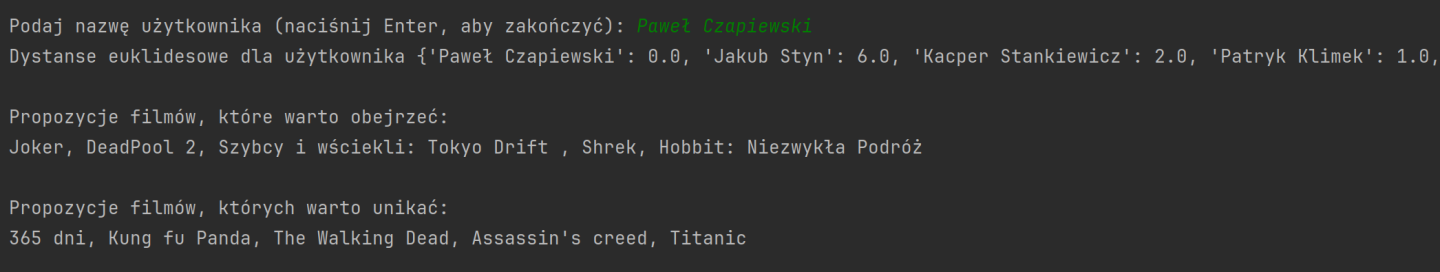 Podaj nazwę użytkownika (naciśnij Enter, aby zakończyć): Paweł Czapiewski
Dystanse euklidesowe dla użytkownika {'Paweł Czapiewski': 0.0, 'Jakub Styn': 6.0, 'Kacper Stankiewicz': 2.0, 'Patryk Klimek': 1.0,
Propozycje filmów, które warto obejrzeć:
Joker, DeadPool 2, Szybcy i wściekli: Tokyo Drift , Shrek, Hobbit: Niezwykła Podróż
Propozycje filmów, których warto unikać:
365 dni, Kung fu Panda, The Walking Dead, Assassin's creed, Titanic